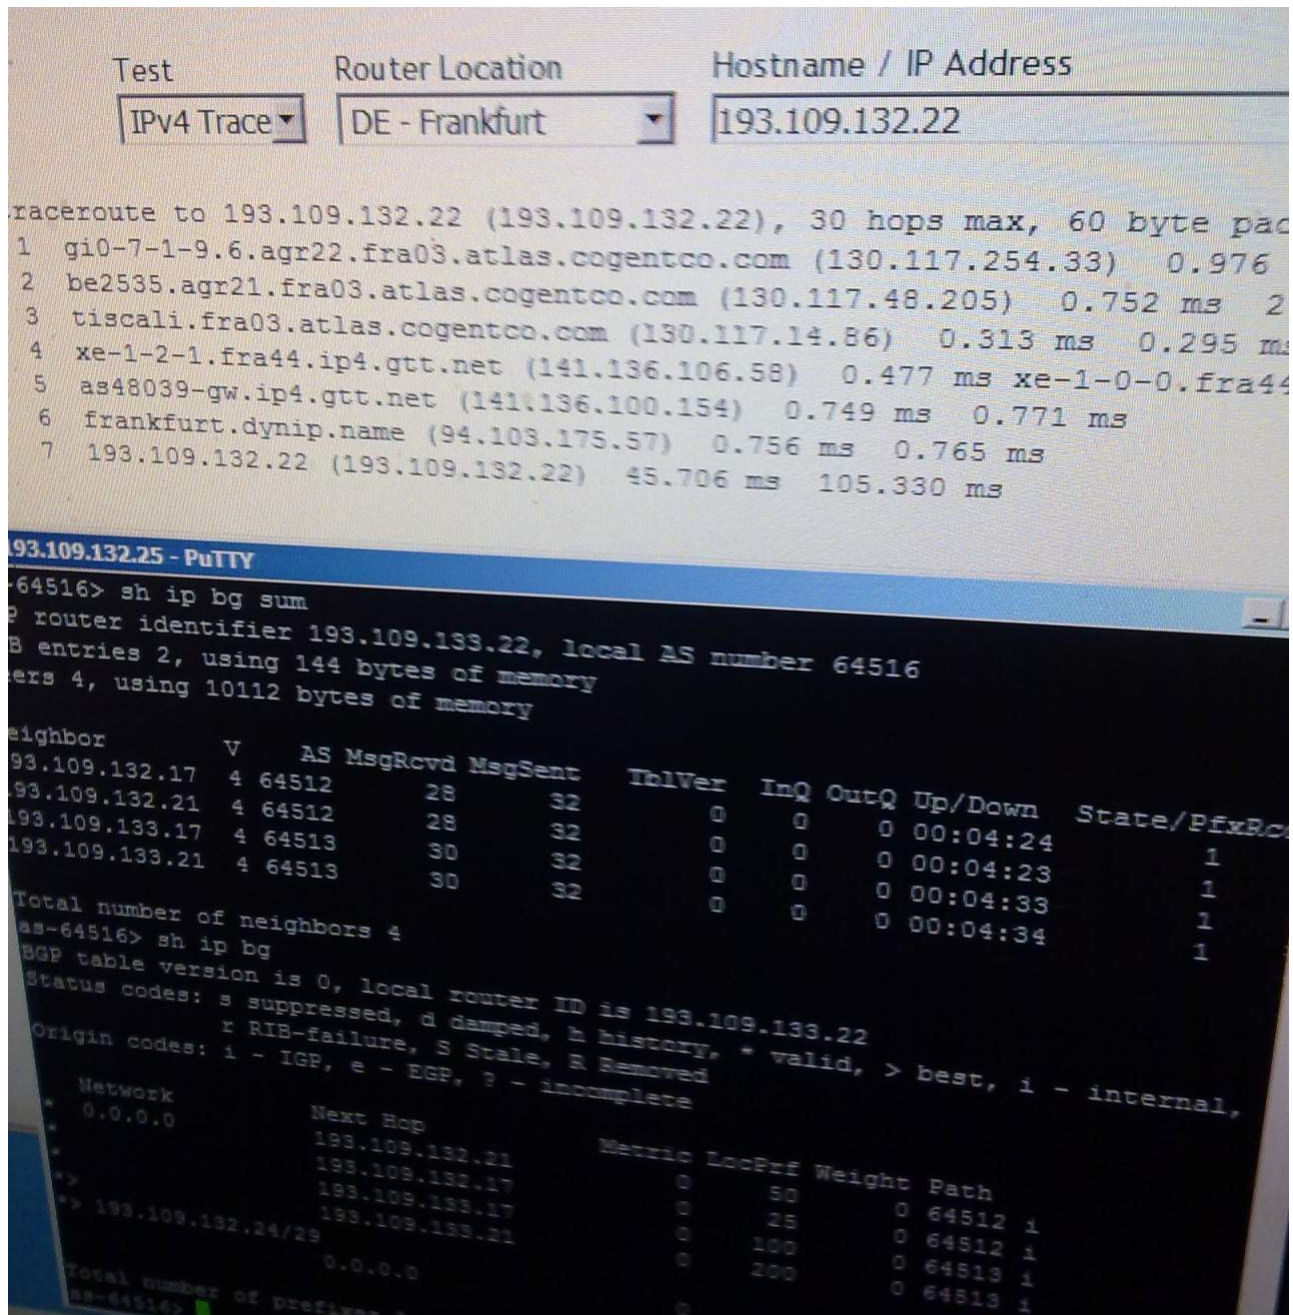 Test Router Location Hostname / IP Address
IPv4 Trace DE - Frankfurt 193.109.132.22
raceroute to 193.109.132.22 (193.109.132.22), 30 hops max, 60 byte pac
1 gi0-7-1-9.6.agr22.fra03.atlas.cogentco.com (130.117.254.33) 0.976
2 be2535.agr21.fra03.atlas.cogentco.com (130.117.48.205) 0.752 ms 2
3 tiscali.fra03.atlas.cogentco.com (130.117.14.86) 0.313 ms 0.295 ms
4 xe-1-2-1.fra44.ip4.gtt.net (141.136.106.58) 0.477 ms xe-1-0-0.fra44
5 as48039-gw.ip4.gtt.net (141.136.100.154) 0.749 ms 0.771 ms
6 frankfurt.dynip.name (94.103.175.57) 0.756 ms 0.765 ms
7 193.109.132.22 (193.109.132.22) 45.706 ms 105.330 ms
193.109.132.25 - PuTTY
-64516> sh ip bg sum
P router identifier 193.109.133.22, local AS number 64516
B entries 2, using 144 bytes of memory
ers 4, using 10112 bytes of memory
eighbor V AS MsgRcvd MsgSent TblVer InQ OutQ Up/Down State/PfxRc
93.109.132.17 4 64512 28 32 0 0 0 00:04:24 1
193.109.132.21 4 64512 28 32 0 0 0 00:04:23 1
193.109.133.17 4 64513 30 32 0 0 0 00:04:33 1
193.109.133.21 4 64513 30 32 0 0 0 00:04:34 1
Total number of neighbors 4
as-64516> sh ip bg
BGP table version is 0, local router ID is 193.109.133.22
Status codes: s suppressed, d damped, h history, * valid, > best, i - internal,
r RIB-failure, S Stale, R Removed
Origin codes: i - IGP, e - EGP, ? - incomplete
Network Next Hop Metric LocPrf Weight Path
* 0.0.0.0 193.109.132.21 0 50 0 64512 i
* 193.109.132.17 0 25 0 64512 i
* 193.109.133.17 0 100 0 64513 i
*> 193.109.133.21 0 200 0 64513 i
*> 193.109.132.24/29
0.0.0.0 0
Total number of prefixes
as-64516>